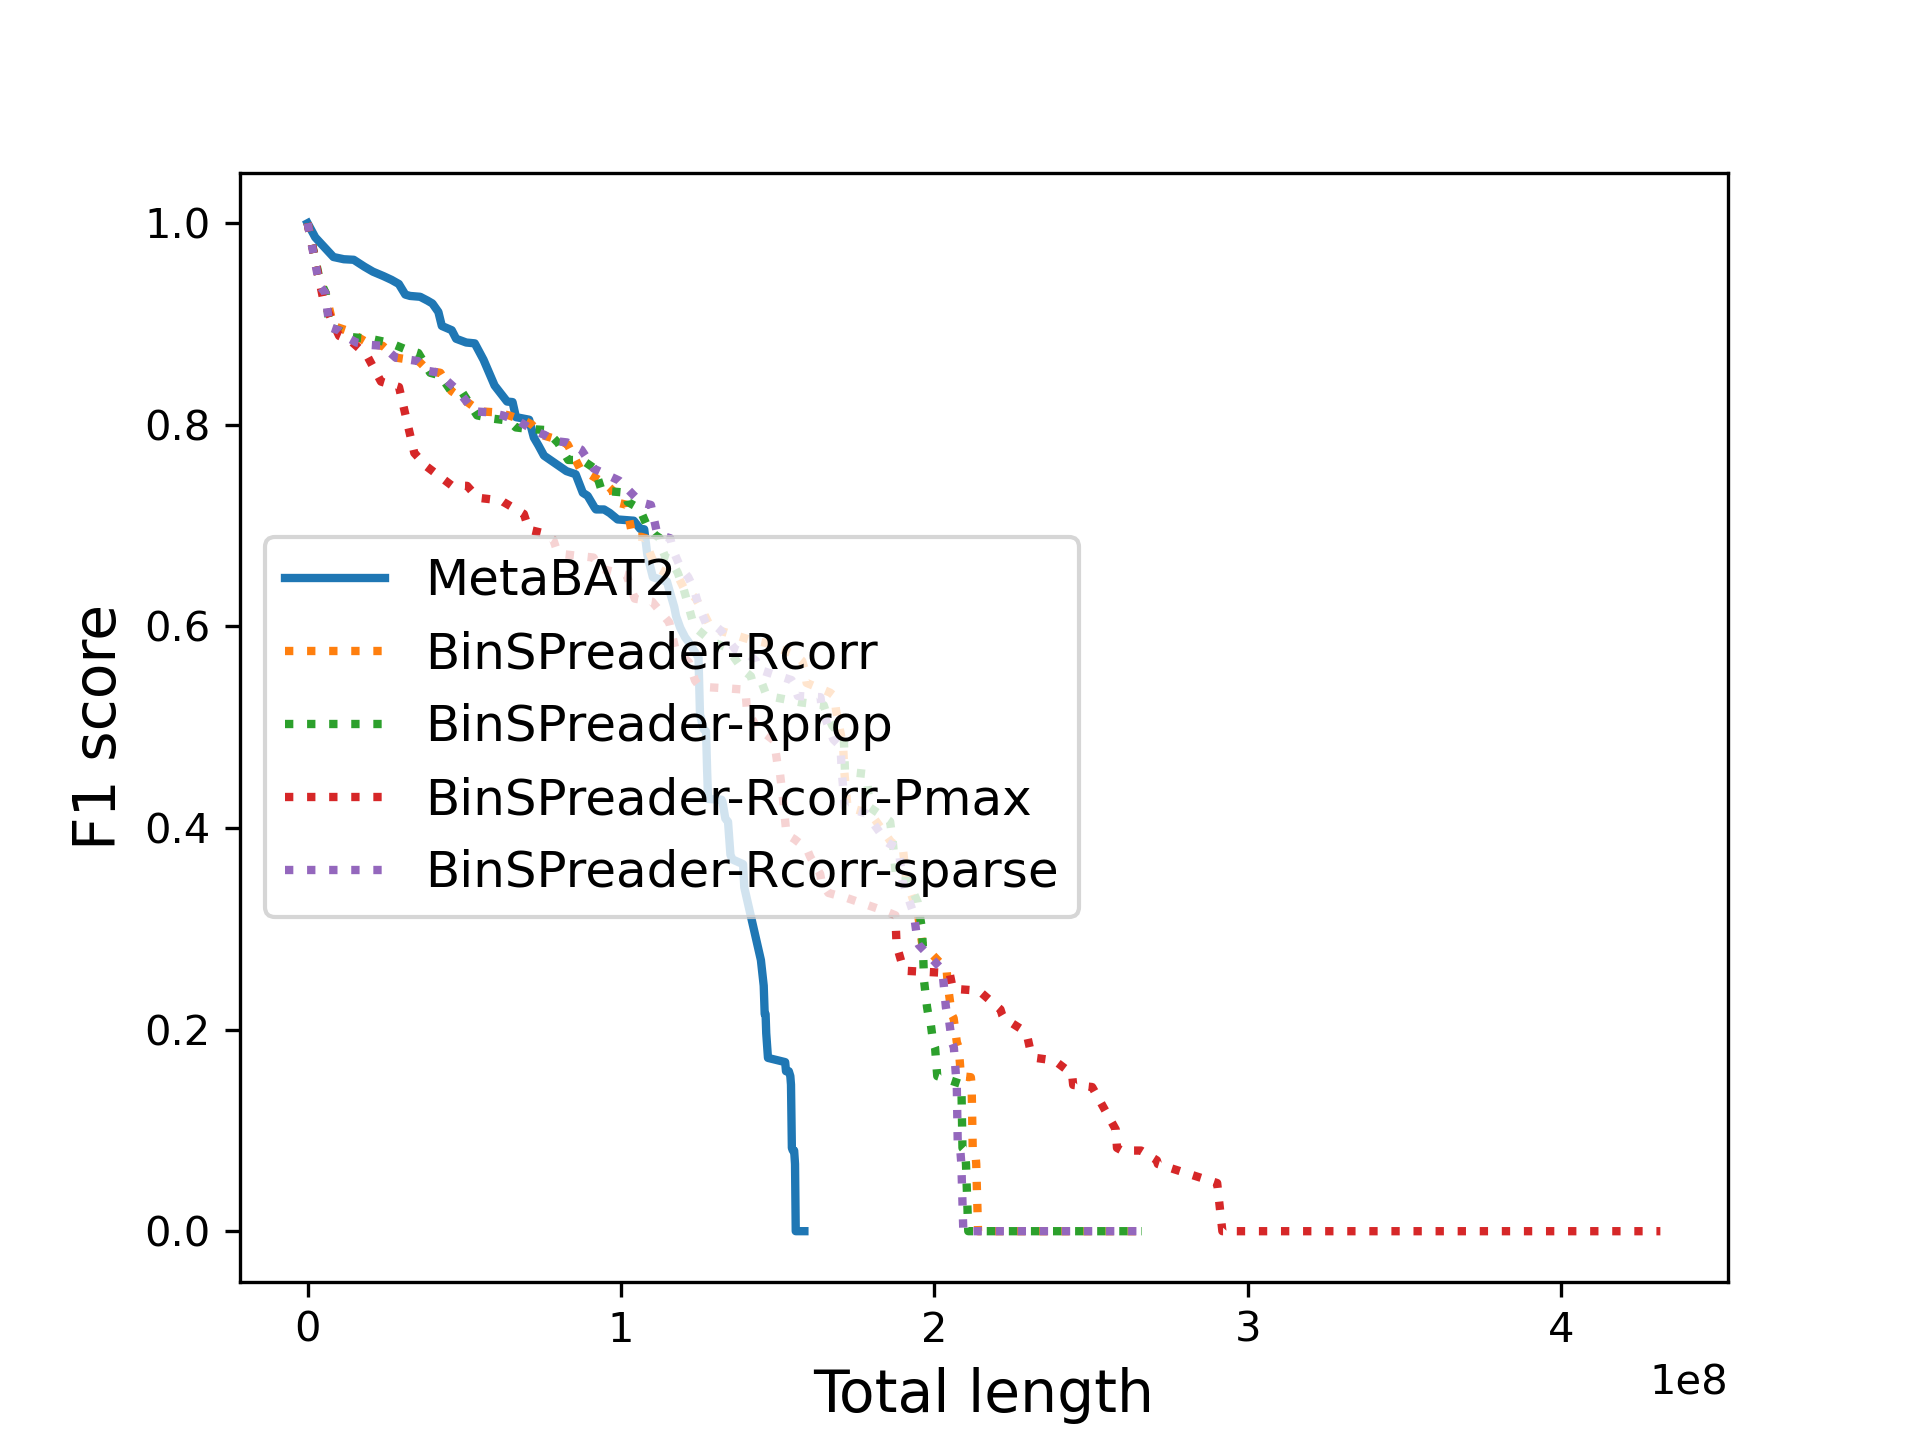 1.0
0.8
0.6
0.4
0.2
0.0
F1 score
MetaBAT2
BinSPreader-Rcorr
BinSPreader-Rprop
BinSPreader-Rcorr-Pmax
BinSPreader-Rcorr-sparse
0 1 2 3 4
1e8
Total length